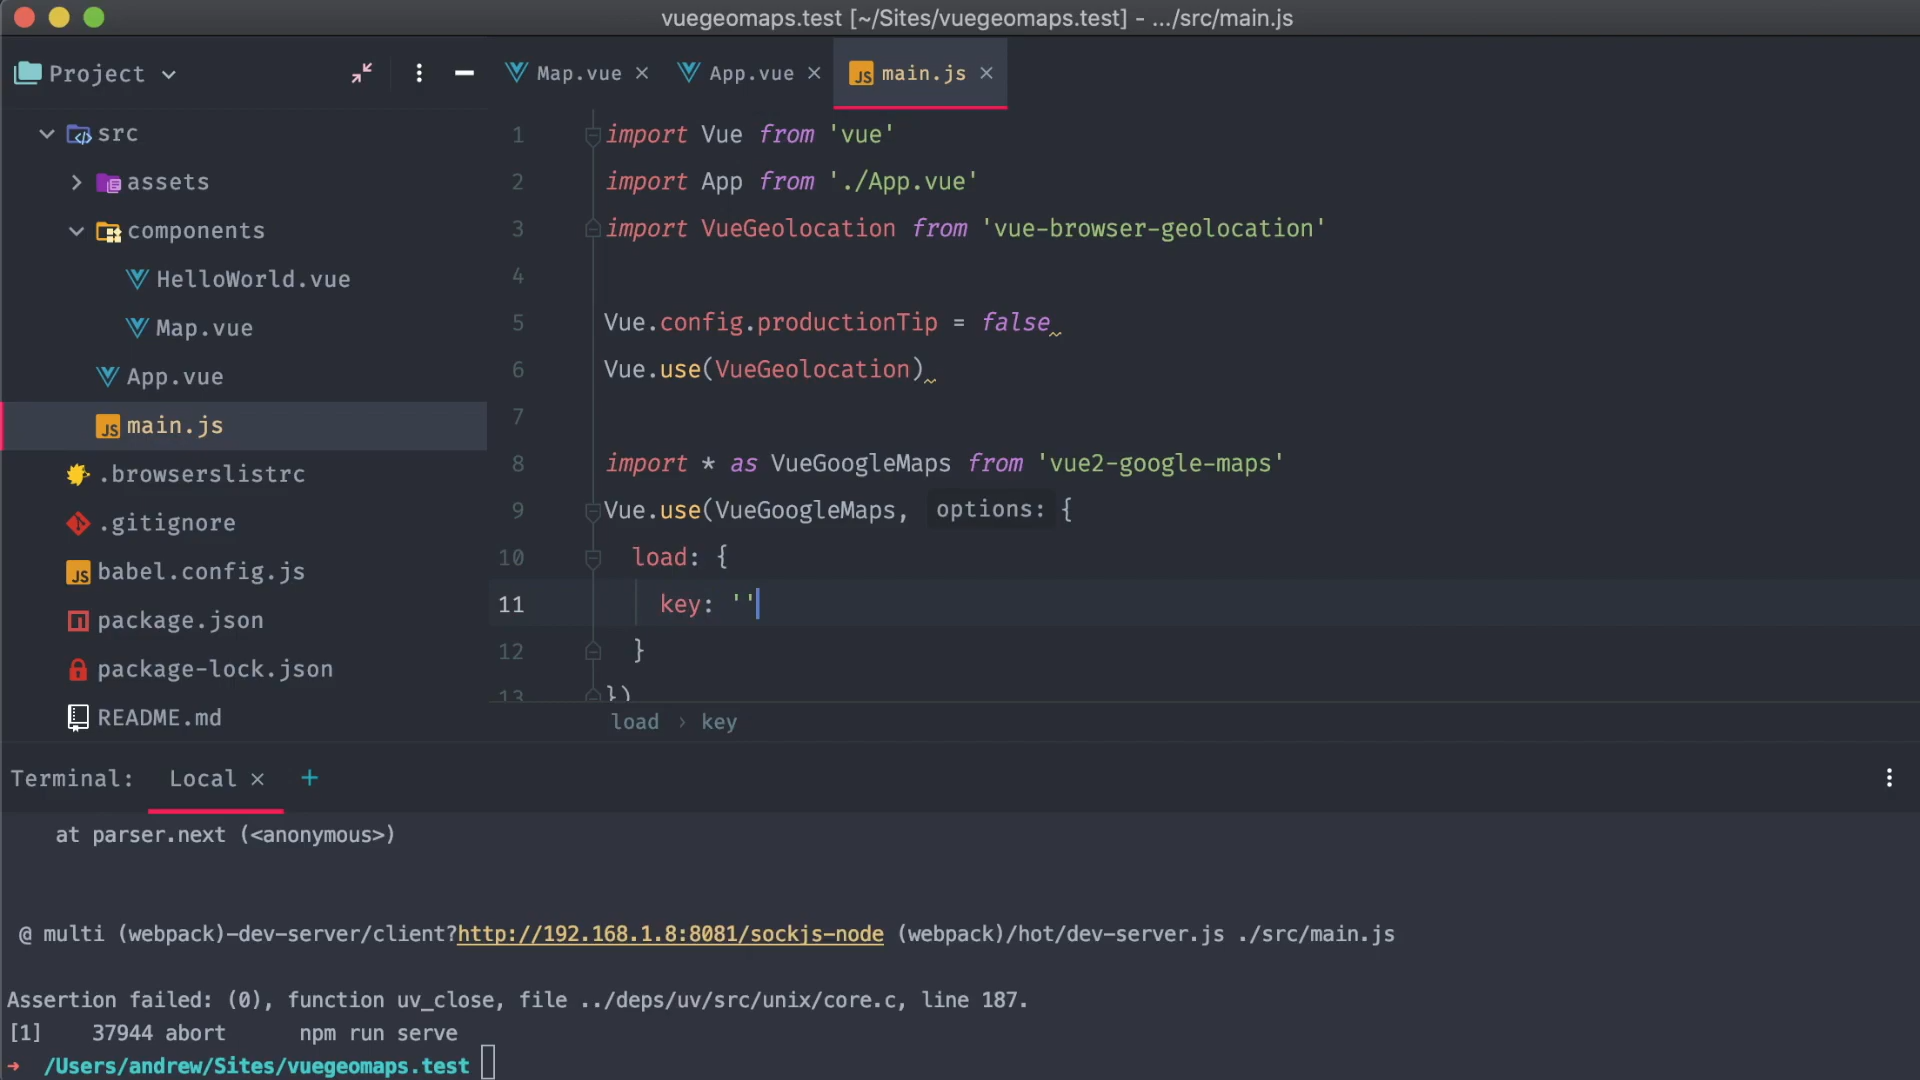 vuegeomaps.test [~/Sites/vuegeomaps.test] - .../src/main.js
Project
Map.vue
App.vue
JS main.js
src
assets
components
HelloWorld.vue
Map.vue
App.vue
JS main.js
.browserslistrc
.gitignore
JS babel.config.js
package.json
package-lock.json
README.md
1 import Vue from 'vue'
2 import App from './App.vue'
3 import VueGeolocation from 'vue-browser-geolocation'
4
5 Vue.config.productionTip = false
6 Vue.use(VueGeolocation)
7
8 import * as VueGoogleMaps from 'vue2-google-maps'
9 Vue.use(VueGoogleMaps, options: {
10 load: {
11 key: ''
12 }
13 })
load › key
Terminal: Local × +
at parser.next (<anonymous>)
@ multi (webpack)-dev-server/client?http://192.168.1.8:8081/sockjs-node (webpack)/hot/dev-server.js ./src/main.js
Assertion failed: (0), function uv_close, file ../deps/uv/src/unix/core.c, line 187.
[1] 37944 abort npm run serve
→ /Users/andrew/Sites/vuegeomaps.test